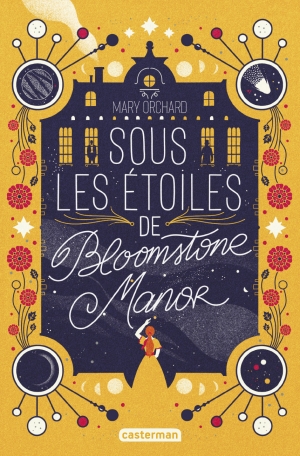 MARY ORCHARD
SOUS
LES ÉTOILES
DE
Bloomstone
Manor
casterman